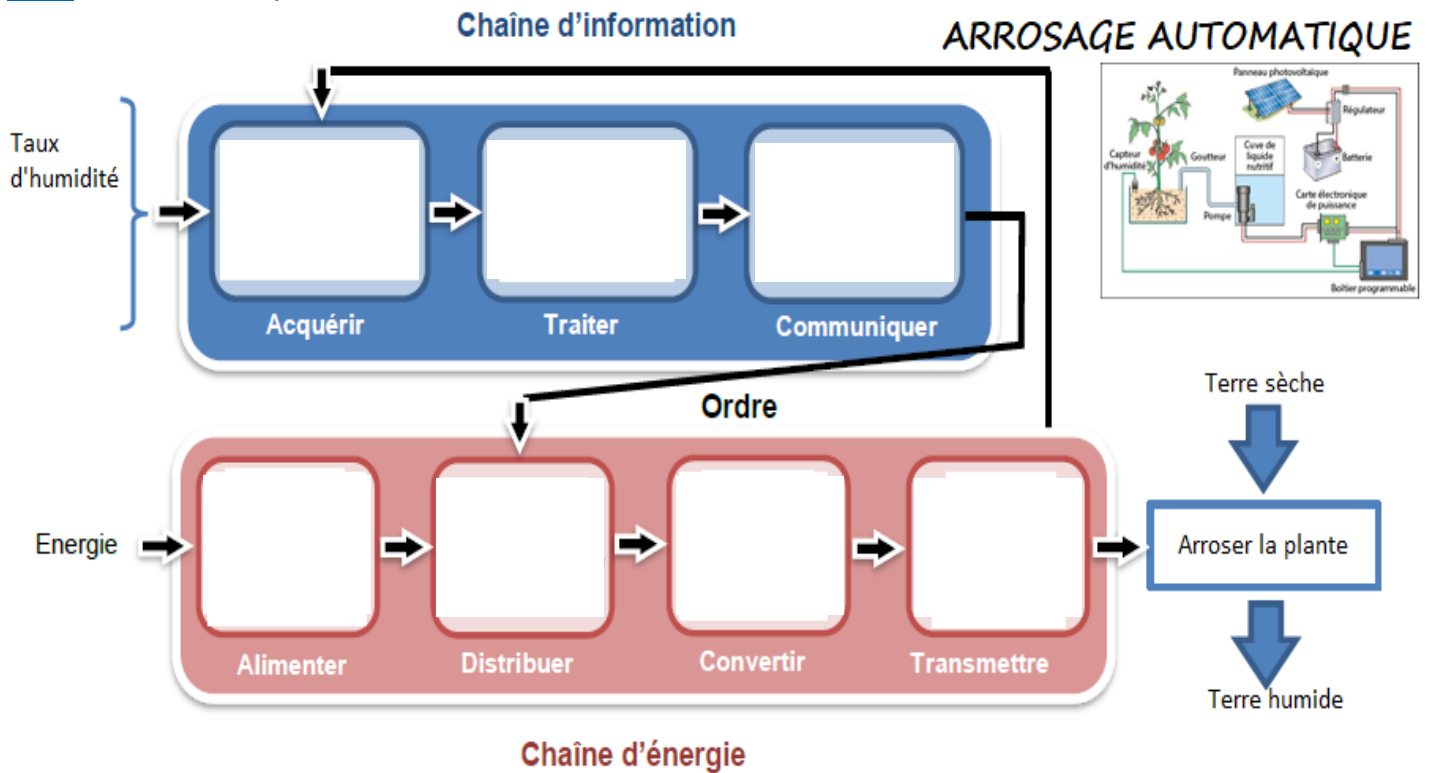 Chaîne d'information
ARROSAGE AUTOMATIQUE
Panneau photovoltaïque
Régulateur
Capteur
d'humidité
Goutteur
Cuve de
liquide
nutritif
Batterie
Carte électronique
de puissance
Pompe
Boîtier programmable
Taux
d'humidité
Acquérir
Traiter
Communiquer
Ordre
Terre sèche
Energie
Arroser la plante
Alimenter
Distribuer
Convertir
Transmettre
Terre humide
Chaîne d'énergie